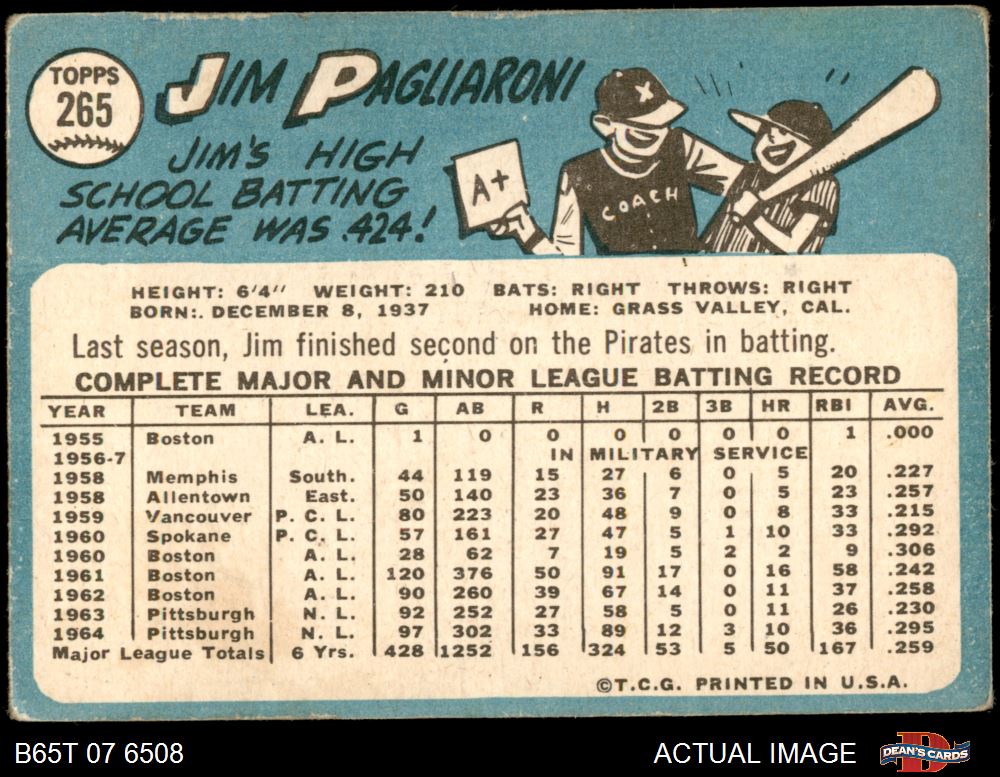 TOPPS
265
JIM PAGLIARONI
JIM'S HIGH
SCHOOL BATTING
AVERAGE WAS .424!
A+
COACH
HEIGHT: 6'4" WEIGHT: 210 BATS: RIGHT THROWS: RIGHT
BORN:. DECEMBER 8, 1937 HOME: GRASS VALLEY, CAL.
Last season, Jim finished second on the Pirates in batting.
COMPLETE MAJOR AND MINOR LEAGUE BATTING RECORD
YEAR TEAM LEA. G AB R H 2B 3B HR RBI AVG.
1955 Boston A. L. 1 0 0 0 0 0 0 1 .000
1956-7 IN MILITARY SERVICE
1958 Memphis South. 44 119 15 27 6 0 5 20 .227
1958 Allentown East. 50 140 23 36 7 0 5 23 .257
1959 Vancouver P. C. L. 80 223 20 48 9 0 8 33 .215
1960 Spokane P. C. L. 57 161 27 47 5 1 10 33 .292
1960 Boston A. L. 28 62 7 19 5 2 2 9 .306
1961 Boston A. L. 120 376 50 91 17 0 16 58 .242
1962 Boston A. L. 90 260 39 67 14 0 11 37 .258
1963 Pittsburgh N. L. 92 252 27 58 5 0 11 26 .230
1964 Pittsburgh N. L. 97 302 33 89 12 3 10 36 .295
Major League Totals 6 Yrs. 428 1252 156 324 53 5 50 167 .259
©T.C.G. PRINTED IN U.S.A.
B65T 07 6508 ACTUAL IMAGE DEAN'S CARDS